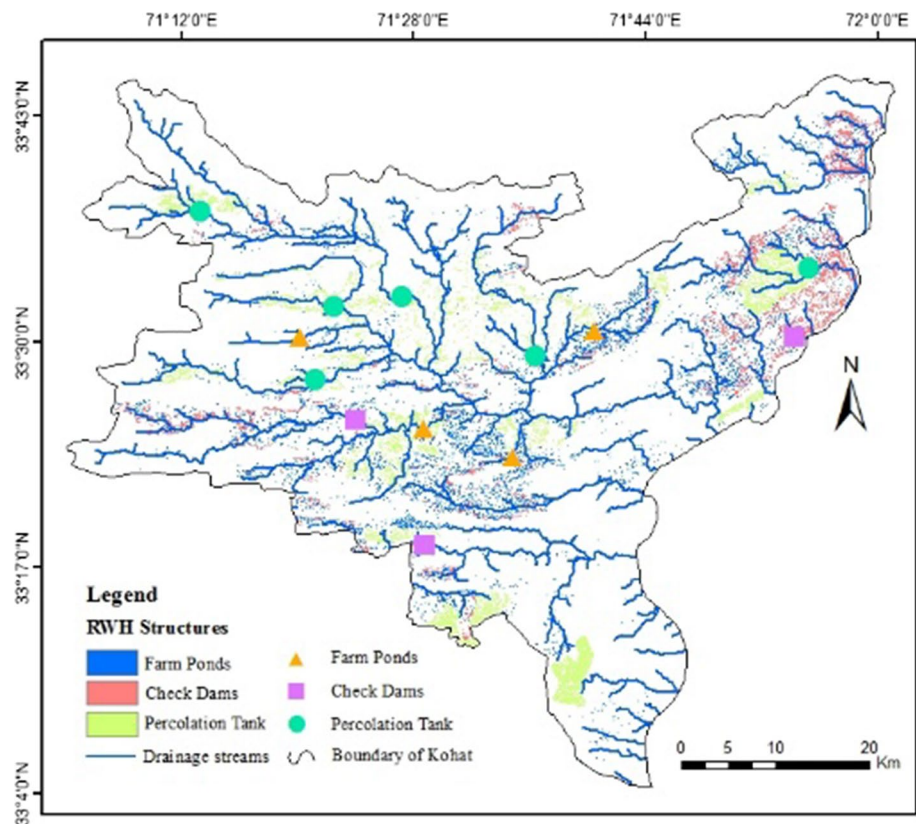 71°12'0"E 71°28'0"E 71°44'0"E 72°0'0"E
33°43'0"N
33°30'0"N
33°17'0"N
33°4'0"N
N
Legend
RWH Structures
Farm Ponds Farm Ponds
Check Dams Check Dams
Percolation Tank Percolation Tank
Drainage streams Boundary of Kohat
0 5 10 20
Km